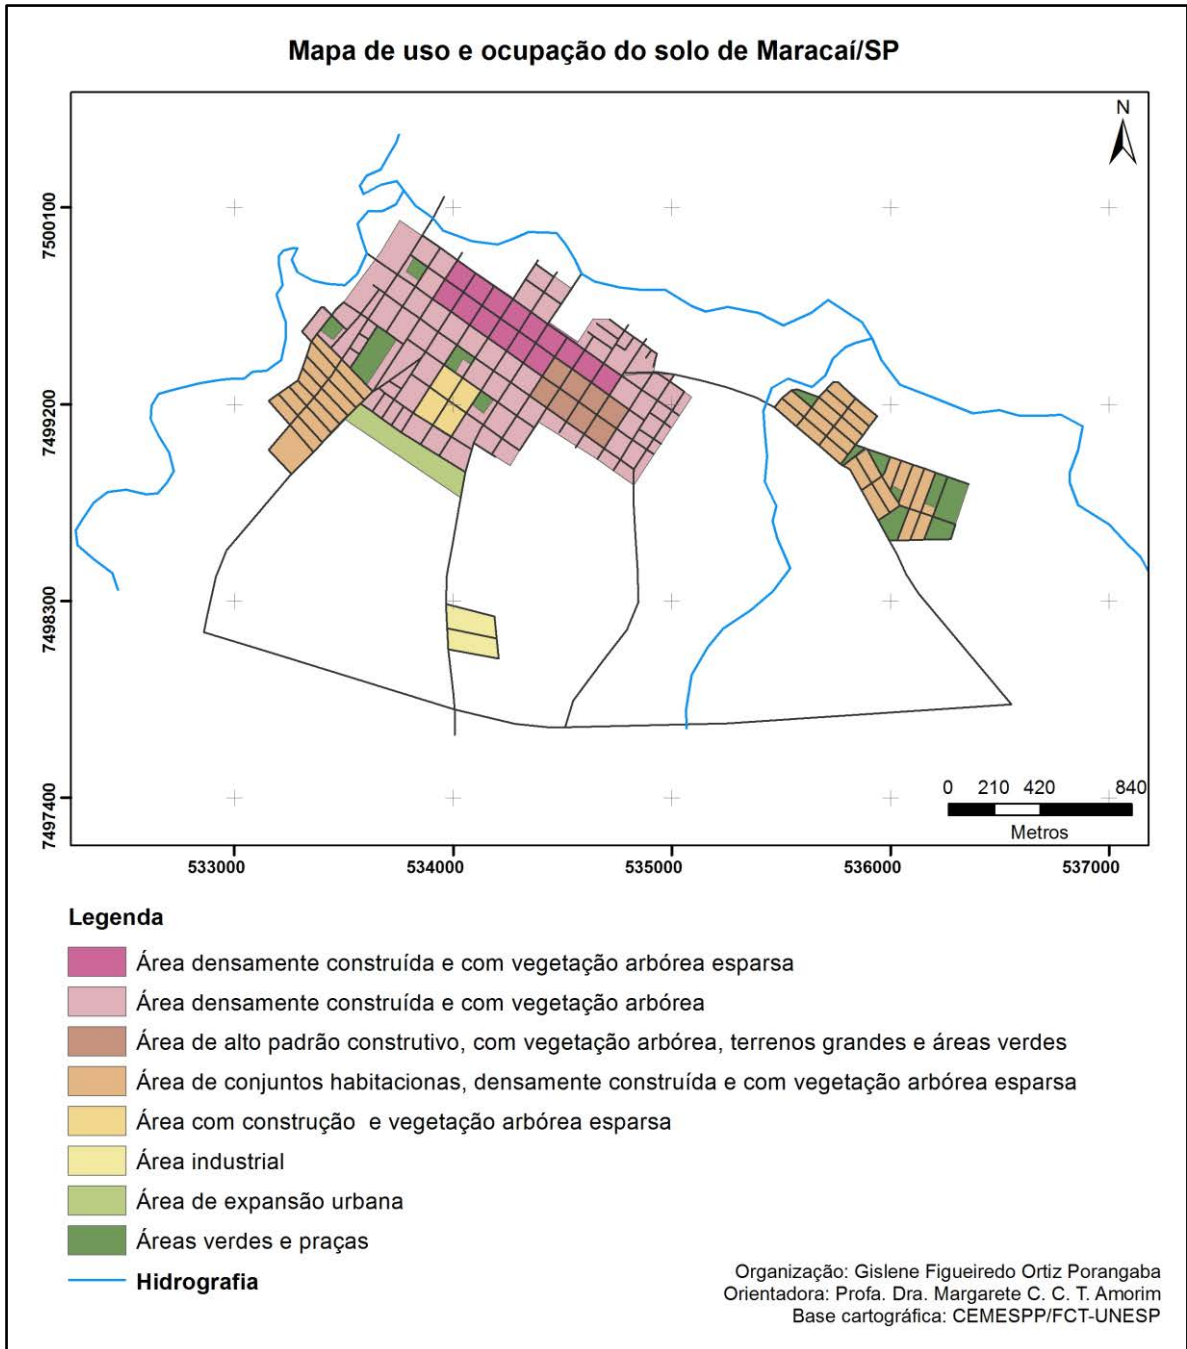 Mapa de uso e ocupação do solo de Maracaí/SP
N
7500100
7499200
7498300
7497400
0 210 420 840
Metros
533000 534000 535000 536000 537000
Legenda
Área densamente construída e com vegetação arbórea esparsa
Área densamente construída e com vegetação arbórea
Área de alto padrão construtivo, com vegetação arbórea, terrenos grandes e áreas verdes
Área de conjuntos habitacionas, densamente construída e com vegetação arbórea esparsa
Área com construção e vegetação arbórea esparsa
Área industrial
Área de expansão urbana
Áreas verdes e praças
Hidrografia
Organização: Gislene Figueiredo Ortiz Porangaba
Orientadora: Profa. Dra. Margarete C. C. T. Amorim
Base cartográfica: CEMESPP/FCT-UNESP